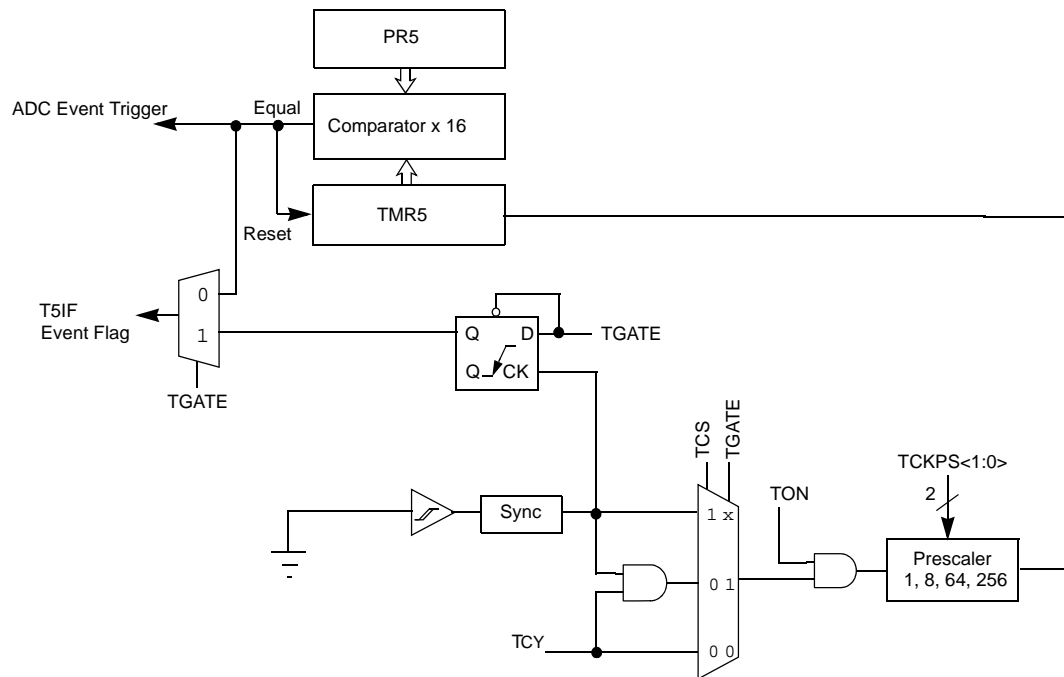 PR5
ADC Event Trigger
Equal
Comparator x 16
TMR5
Reset
0
T5IF
Event Flag
1
Q
D
TGATE
Q
CK
TGATE
TCS
TGATE
TCKPS<1:0>
2
TON
Sync
1 x
Prescaler
1, 8, 64, 256
0 1
TCY
0 0